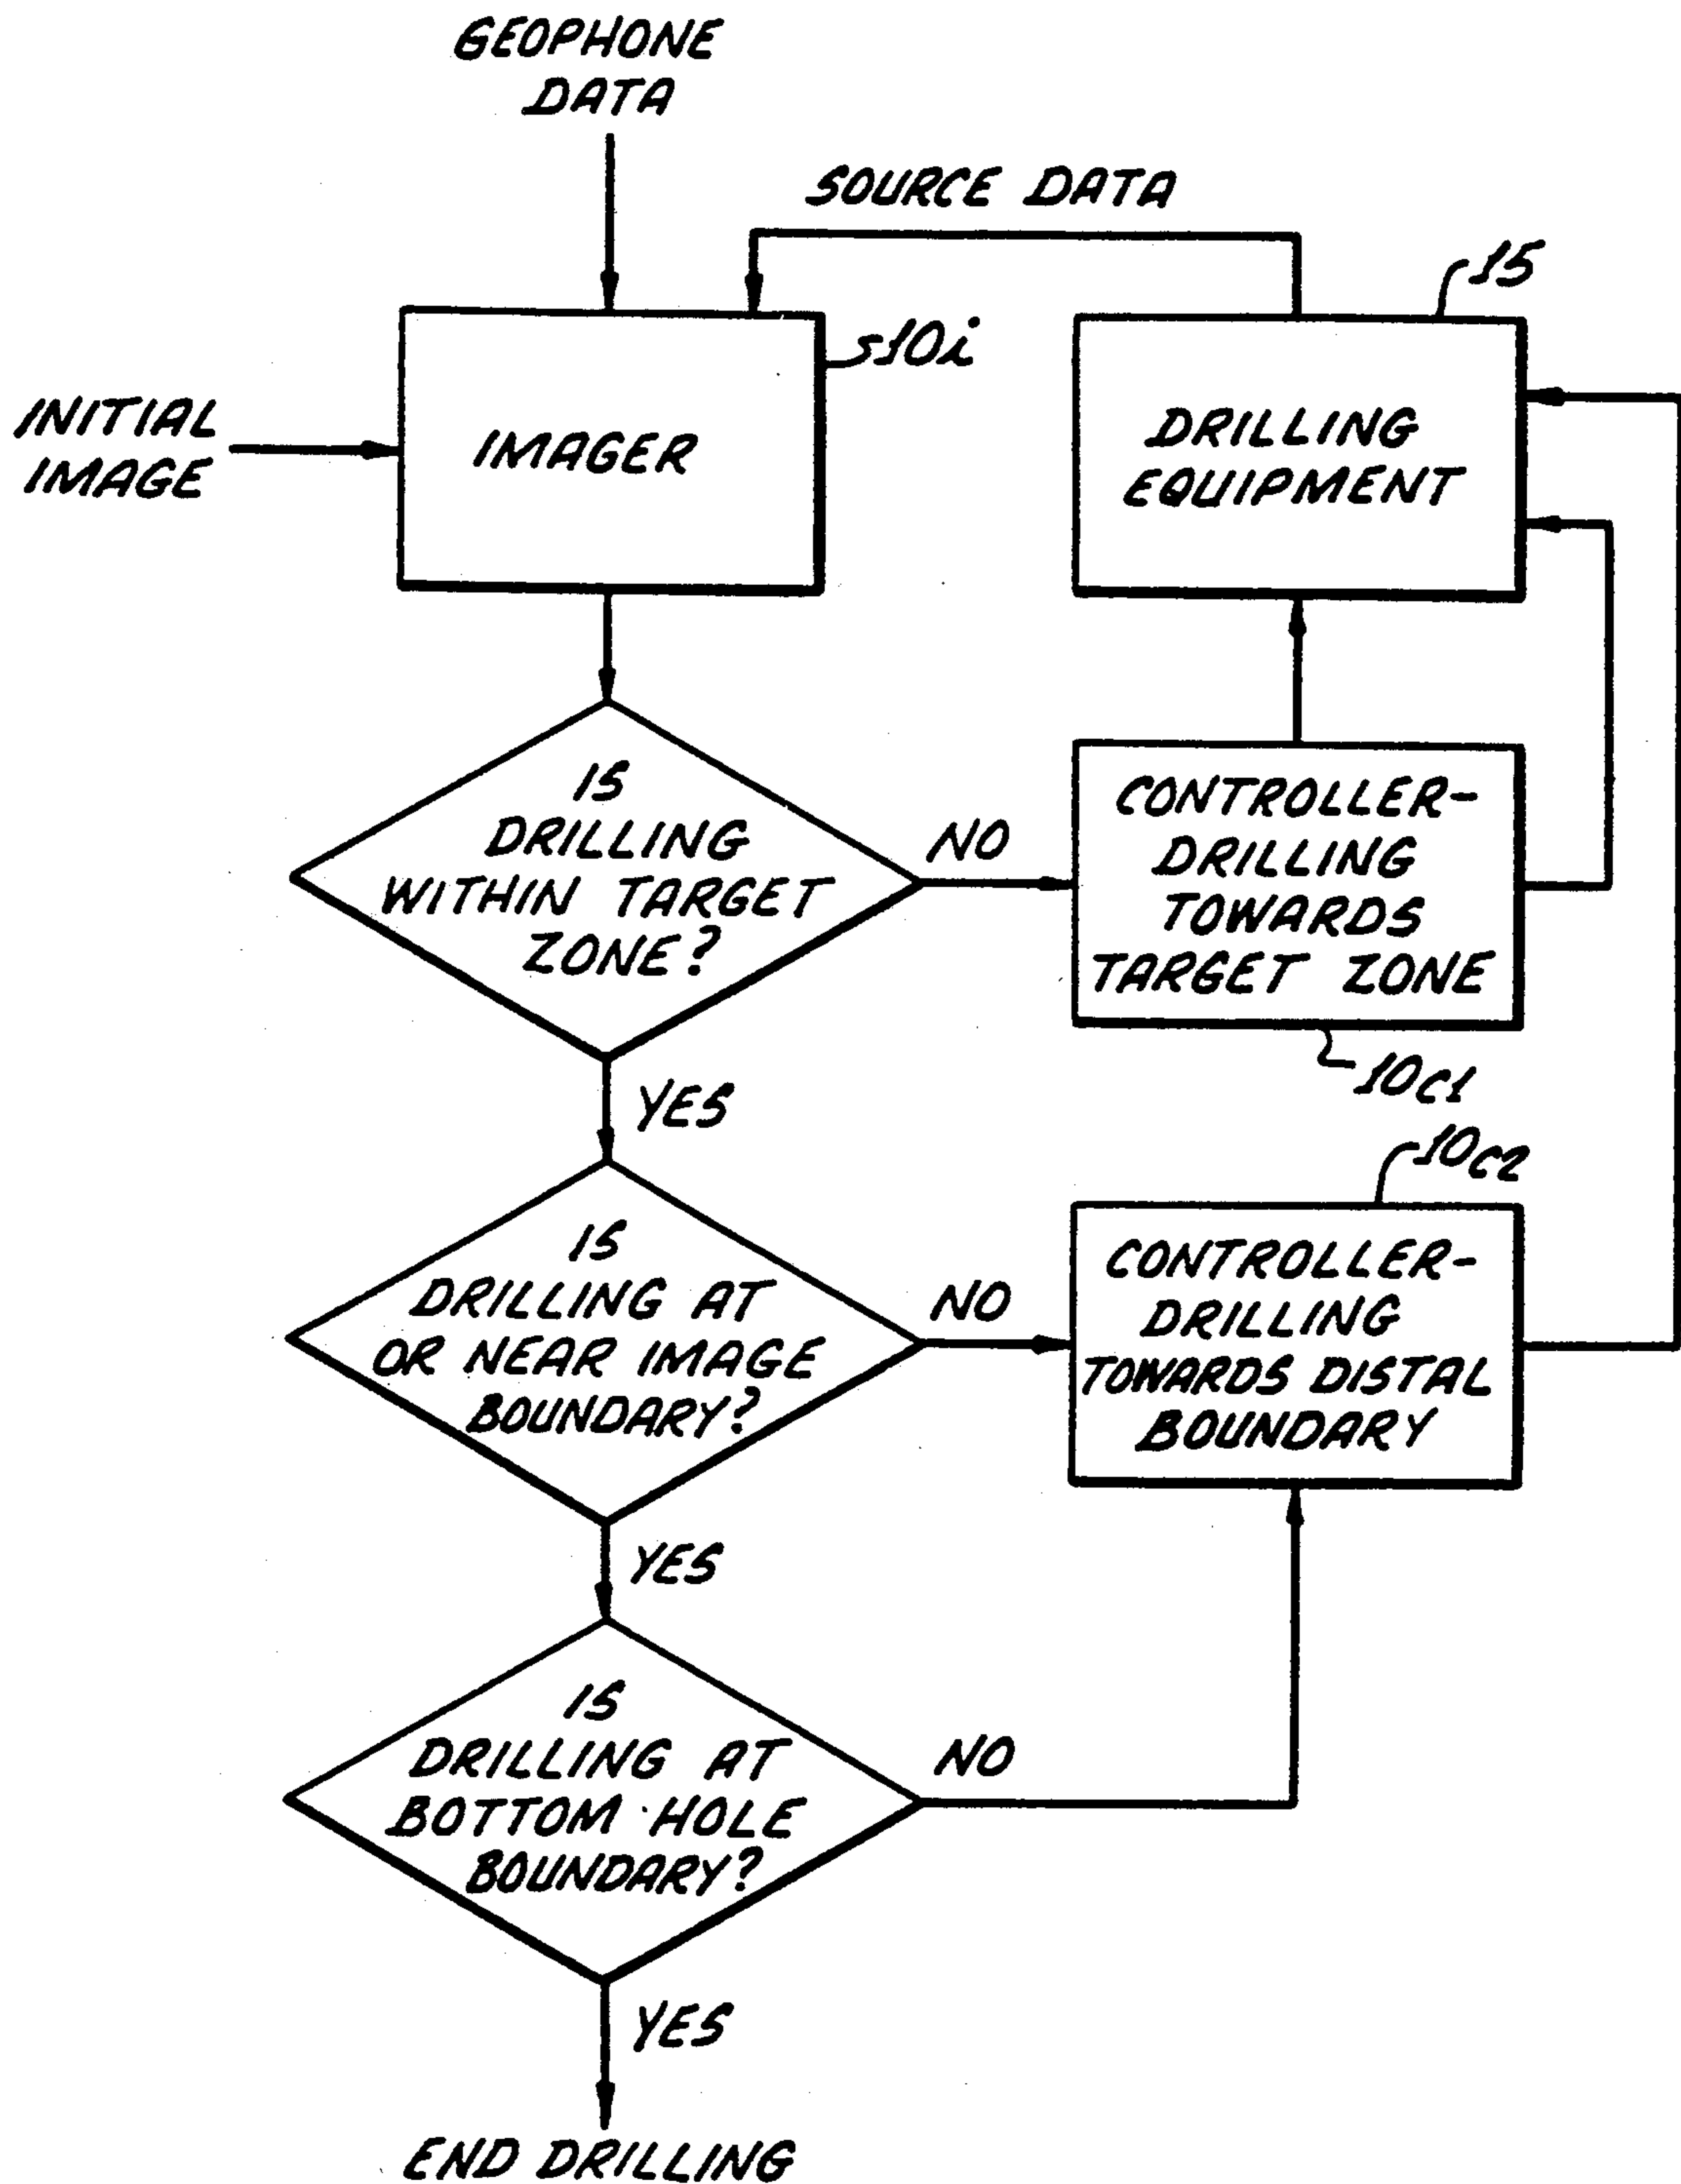 GEOPHONE
DATA
SOURCE DATA
15
10i
INITIAL
IMAGE
IMAGER
DRILLING
EQUIPMENT
IS
DRILLING
WITHIN TARGET
ZONE?
NO
CONTROLLER-
DRILLING
TOWARDS
TARGET ZONE
10c1
YES
10c2
IS
DRILLING AT
OR NEAR IMAGE
BOUNDARY?
NO
CONTROLLER-
DRILLING
TOWARDS DISTAL
BOUNDARY
YES
IS
DRILLING AT
BOTTOM HOLE
BOUNDARY?
NO
YES
END DRILLING